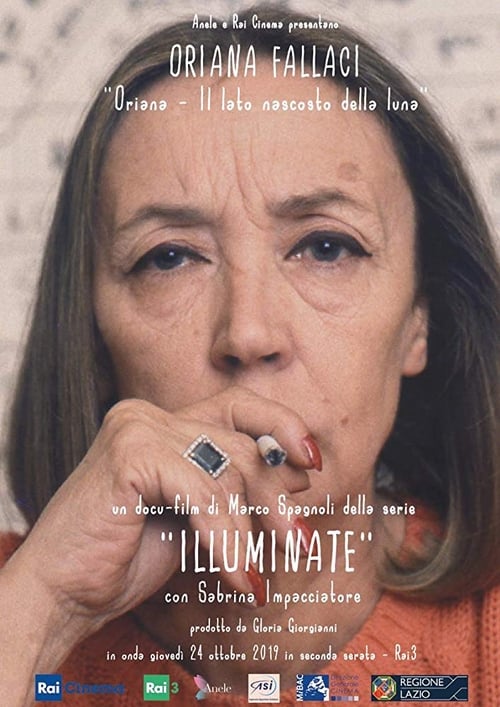 Anele e Rai Cinema presentano
ORIANA FALLACI
"Oriana - Il lato nascosto della luna"
un docu-film di Marco Spagnoli della serie
"ILLUMINATE"
con Sabrina Impacciatore
prodotto da Gloria Giorgianni
in onda giovedì 24 ottobre 2019 in seconda serata - Rai3
Rai Cinema Rai 3 Anele ASI MiBAC REGIONE LAZIO